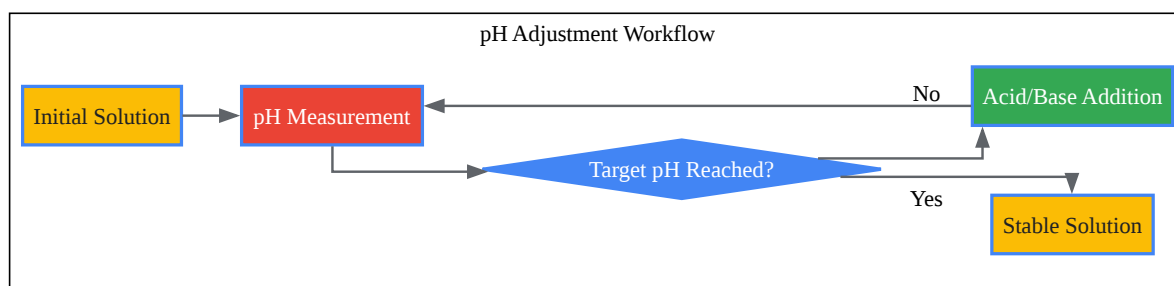 pH Adjustment Workflow
Initial Solution
pH Measurement
No
Acid/Base Addition
Target pH Reached?
Yes
Stable Solution